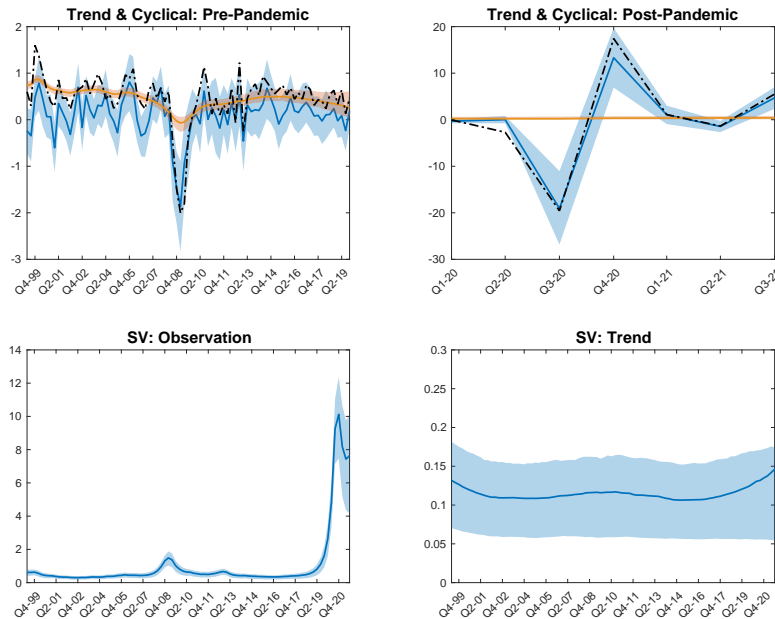 Trend & Cyclical: Pre-Pandemic
2
1
0
-1
-2
-3
Q4-99
Q2-01
Q4-02
Q2-04
Q4-05
Q2-07
Q4-08
Q2-10
Q4-11
Q2-13
Q4-14
Q2-16
Q4-17
Q2-19
Trend & Cyclical: Post-Pandemic
20
10
0
-10
-20
-30
Q1-20
Q2-20
Q3-20
Q4-20
Q1-21
Q2-21
SV: Observation
14
12
10
8
6
4
2
0
Q4-99
Q2-01
Q4-02
Q2-04
Q4-05
Q2-07
Q4-08
Q2-10
Q4-11
Q2-13
Q4-14
Q2-16
Q4-17
Q2-19
Q4-20
SV: Trend
0.3
0.25
0.2
0.15
0.1
0.05
0
Q4-99
Q2-01
Q4-02
Q2-04
Q4-05
Q2-07
Q4-08
Q2-10
Q4-11
Q2-13
Q4-14
Q2-16
Q4-17
Q2-19
Q4-20